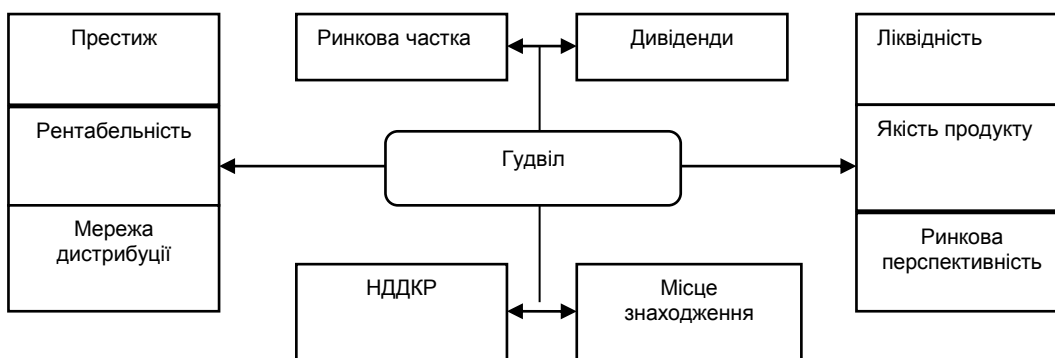 Престиж
Ринкова частка
Дивіденди
Ліквідність
Рентабельність
Гудвіл
Якість продукту
Мережа
дистрибуції
НДДКР
Місце
знаходження
Ринкова
перспективність